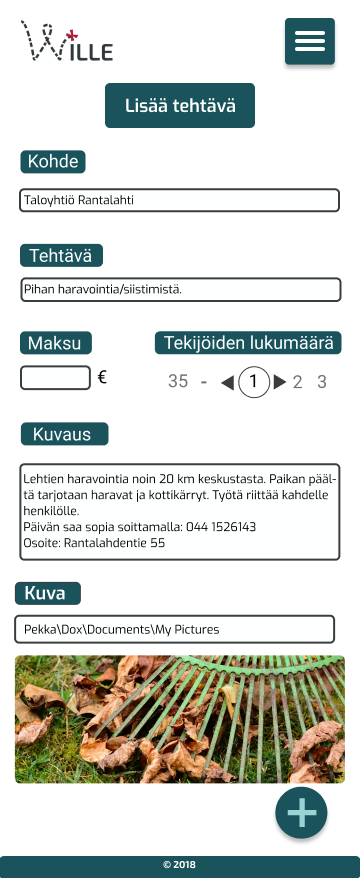 WILLE
Lisää tehtävä
Kohde
Taloyhtiö Rantalahti
Tehtävä
Pihan haravointia/siistimistä.
Maksu
Tekijöiden lukumäärä
€
35 - 1 2 3
Kuvaus
Lehtien haravointia noin 20 km keskustasta. Paikan pääl-
tä tarjotaan haravat ja kottikärryt. Työtä riittää kahdelle
henkilölle.
Päivän saa sopia soittamalla: 044 1526143
Osoite: Rantalahdentie 55
Kuva
Pekka\Dox\Documents\My Pictures
© 2018